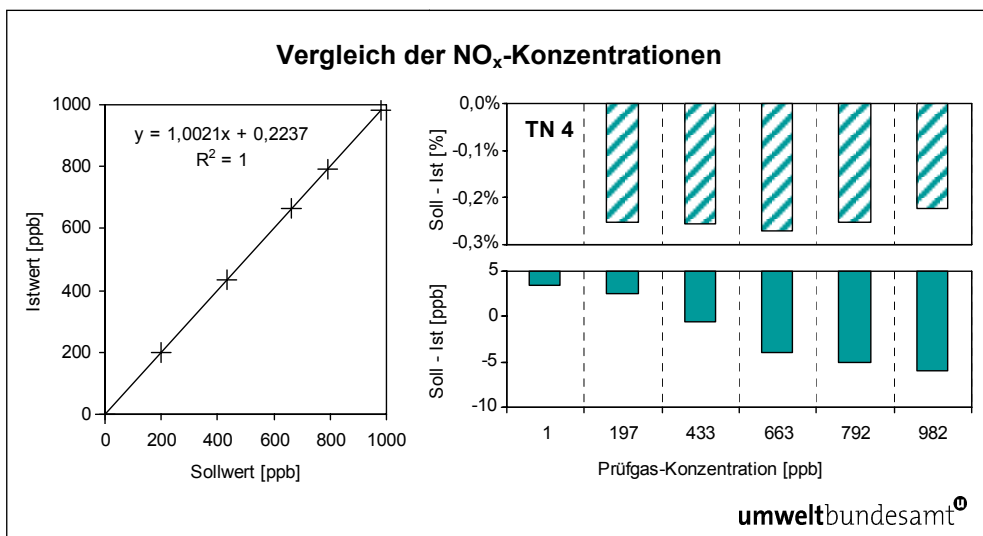 Vergleich der NOₓ-Konzentrationen
1000
800
600
400
200
0
Istwert [ppb]
y = 1,0021x + 0,2237
R² = 1
0 200 400 600 800 1000
Sollwert [ppb]
0,0%
-0,1%
-0,2%
-0,3%
Soll - Ist [%]
TN 4
5
0
-5
-10
Soll - Ist [ppb]
1 197 433 663 792 982
Prüfgas-Konzentration [ppb]
umweltbundesamt